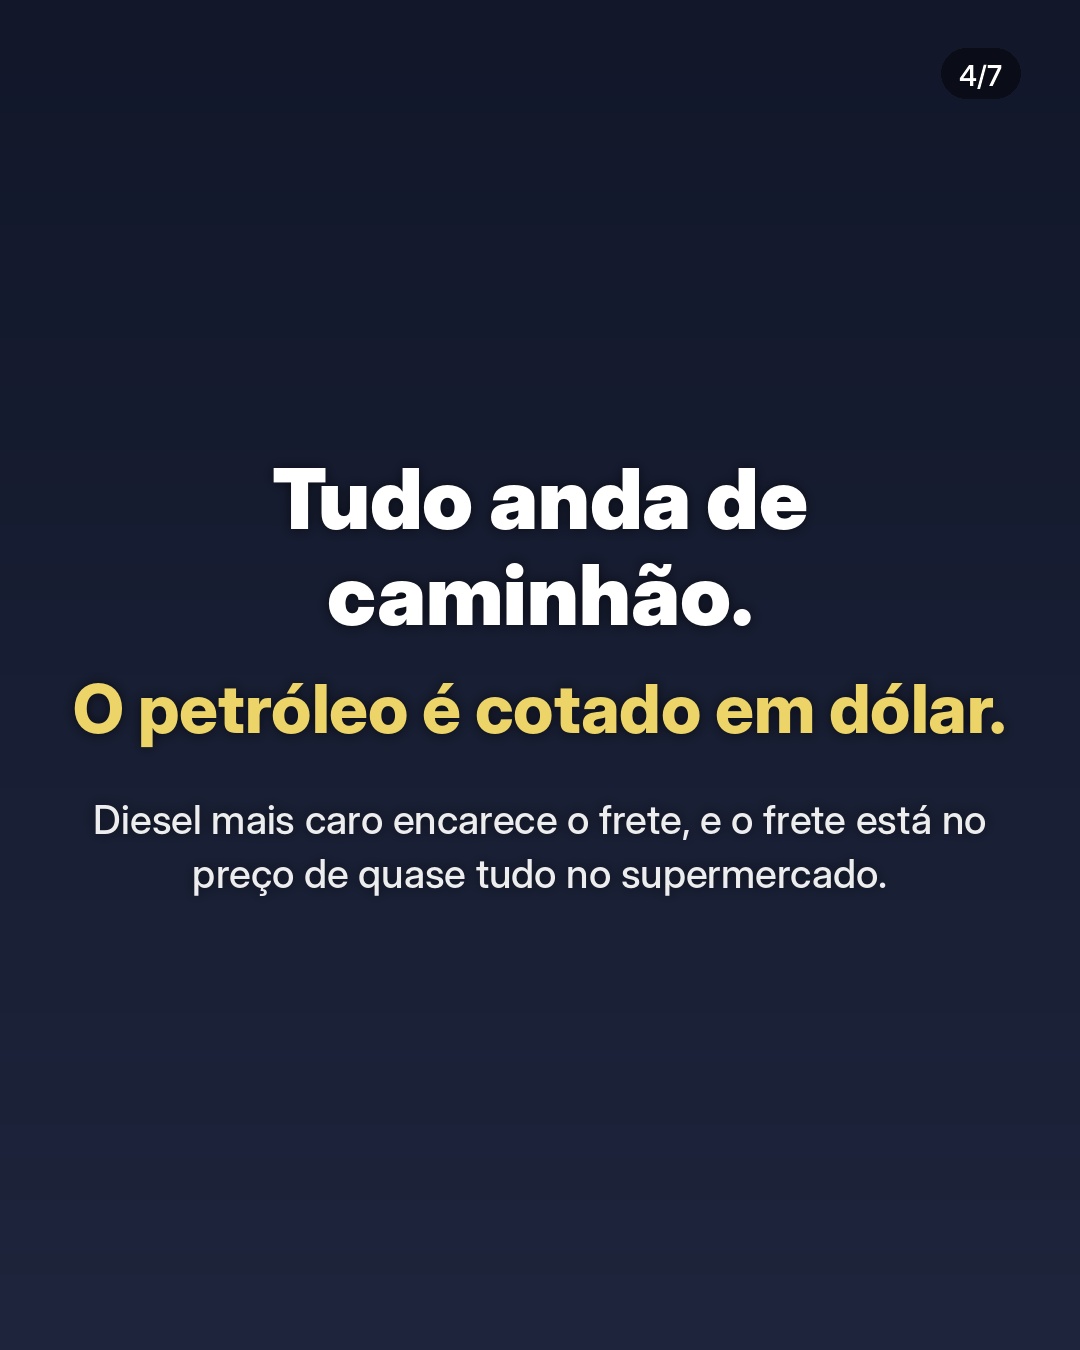 4/7
Tudo anda de
caminhão.
O petróleo é cotado em dólar.
Diesel mais caro encarece o frete, e o frete está no
preço de quase tudo no supermercado.